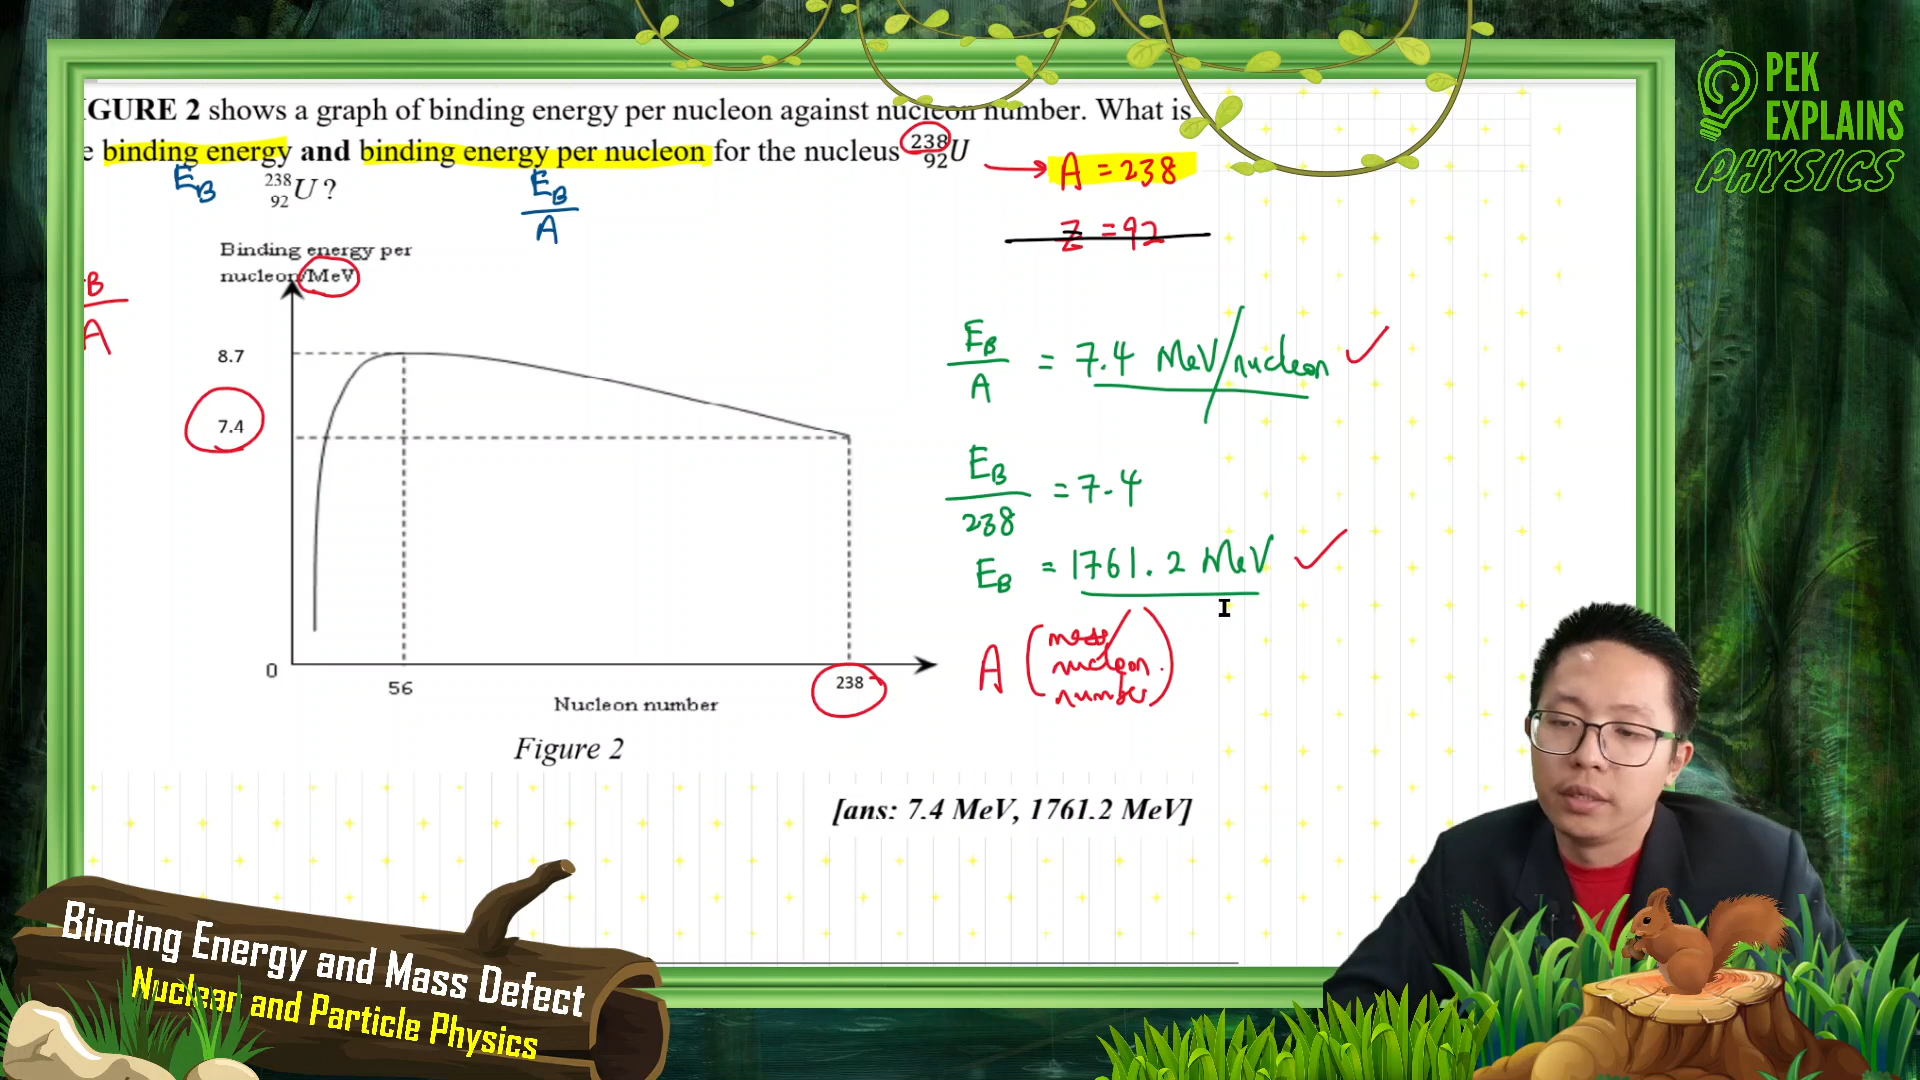 IGURE 2 shows a graph of binding energy per nucleon against nucleon number. What is
e binding energy and binding energy per nucleon for the nucleus 238 92 U
238 92 U ?
E_B
E_B
A
A = 238
Z = 92
B
A
Binding energy per
nucleon/MeV
8.7
7.4
0
56
238
Nucleon number
Figure 2
E_B
A
= 7.4 MeV/nucleon
E_B
238
= 7.4
E_B = 1761.2 MeV
A (mass/
nucleon
number)
[ans: 7.4 MeV, 1761.2 MeV]
PEK
EXPLAINS
PHYSICS
Binding Energy and Mass Defect
Nuclear and Particle Physics